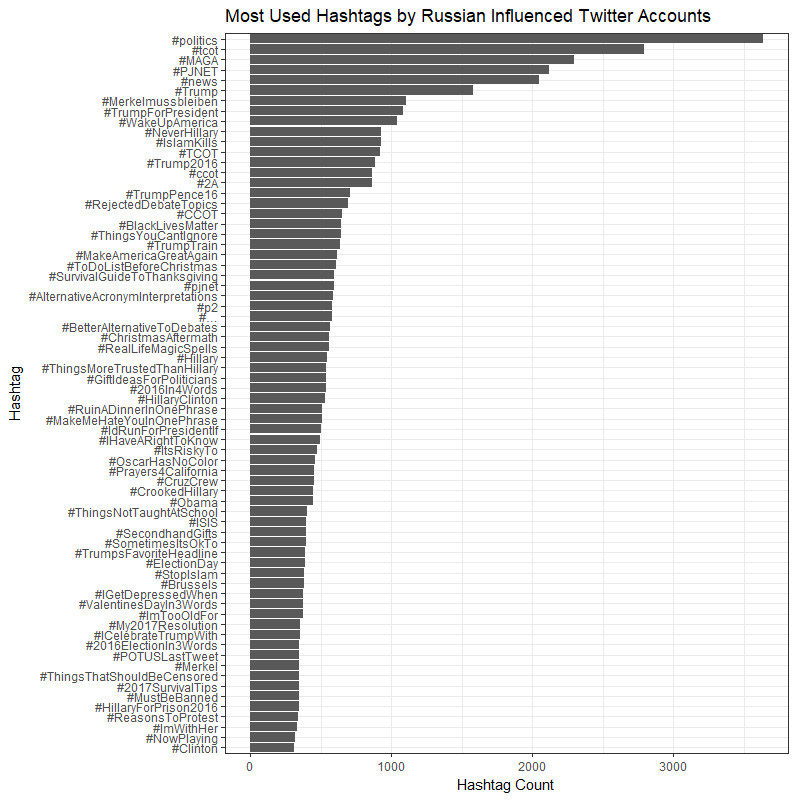 Most Used Hashtags by Russian Influenced Twitter Accounts
#politics
#tcot
#MAGA
#PJNET
#news
#Trump
#Merkelmussbleiben
#TrumpForPresident
#WakeUpAmerica
#NeverHillary
#IslamKills
#TCOT
#Trump2016
#ccot
#2A
#TrumpPence16
#RejectedDebateTopics
#CCOT
#BlackLivesMatter
#ThingsYouCantIgnore
#TrumpTrain
#MakeAmericaGreatAgain
#ToDoListBeforeChristmas
#SurvivalGuideToThanksgiving
#pjnet
#AlternativeAcronymInterpretations
#p2
#...
#BetterAlternativeToDebates
#ChristmasAftermath
#RealLifeMagicSpells
#Hillary
#ThingsMoreTrustedThanHillary
#GiftIdeasForPoliticians
#2016In4Words
#HillaryClinton
#RuinADinnerInOnePhrase
#MakeMeHateYouInOnePhrase
#IdRunForPresidentIf
#IHaveARightToKnow
#ItsRiskyTo
#OscarHasNoColor
#Prayers4California
#CruzCrew
#CrookedHillary
#Obama
#ThingsNotTaughtAtSchool
#ISIS
#SecondhandGifts
#SometimesItsOkTo
#TrumpsFavoriteHeadline
#ElectionDay
#StopIslam
#Brussels
#IGetDepressedWhen
#ValentinesDayIn3Words
#ImTooOldFor
#My2017Resolution
#ICelebrateTrumpWith
#2016ElectionIn3Words
#POTUSLastTweet
#Merkel
#ThingsThatShouldBeCensored
#2017SurvivalTips
#MustBeBanned
#HillaryForPrison2016
#ReasonsToProtest
#ImWithHer
#NowPlaying
#Clinton
Hashtag
0 1000 2000 3000
Hashtag Count